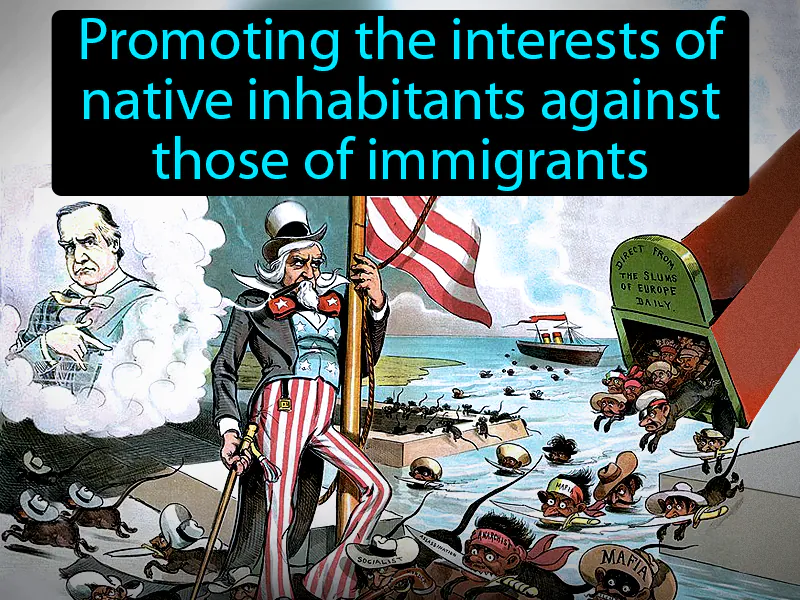 Promoting the interests of
native inhabitants against
those of immigrants
DIRECT FROM
THE SLUMS
OF EUROPE
DAILY.
MAFIA
ANARCHIST
ASSASSINATION
SOCIALIST
MAFIA